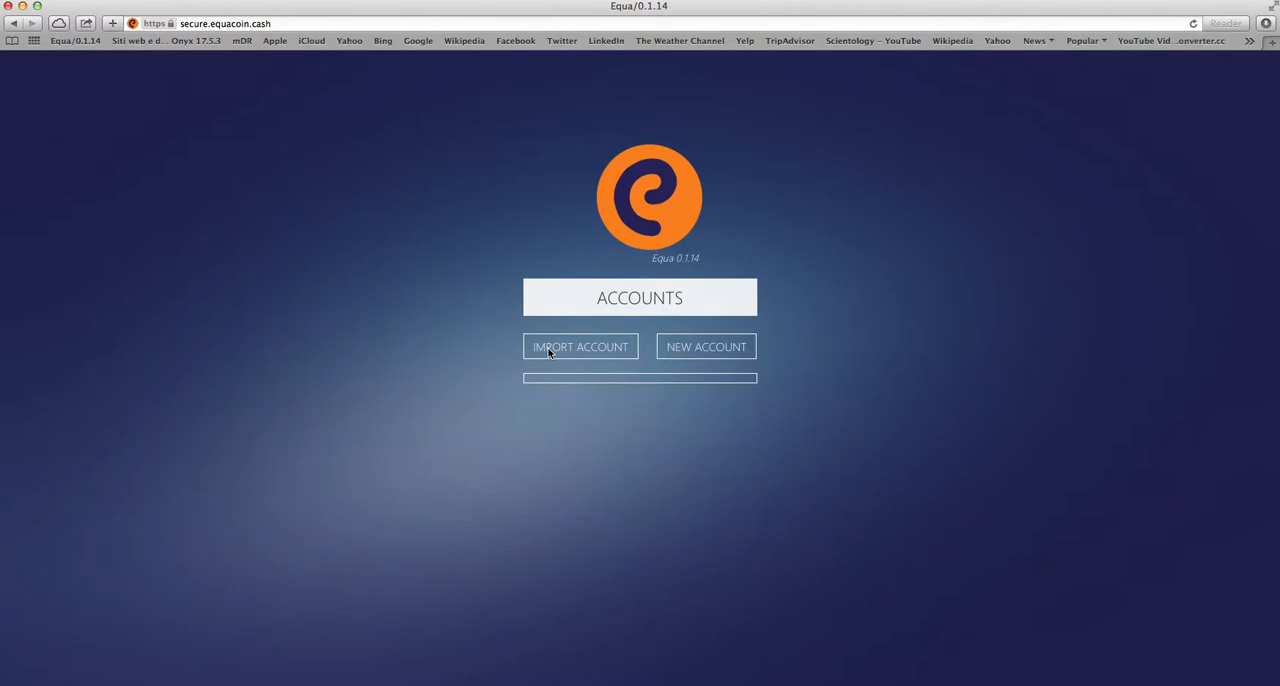 Equa/0.1.14
https secure.equacoin.cash Reader
Equa/0.1.14 Siti web e d... Onyx 17.5.3 mDR Apple iCloud Yahoo Bing Google Wikipedia Facebook Twitter LinkedIn The Weather Channel Yelp TripAdvisor Scientology – YouTube Wikipedia Yahoo News Popular YouTube Vid...onverter.cc
Equa 0.1.14
ACCOUNTS
IMPORT ACCOUNT NEW ACCOUNT